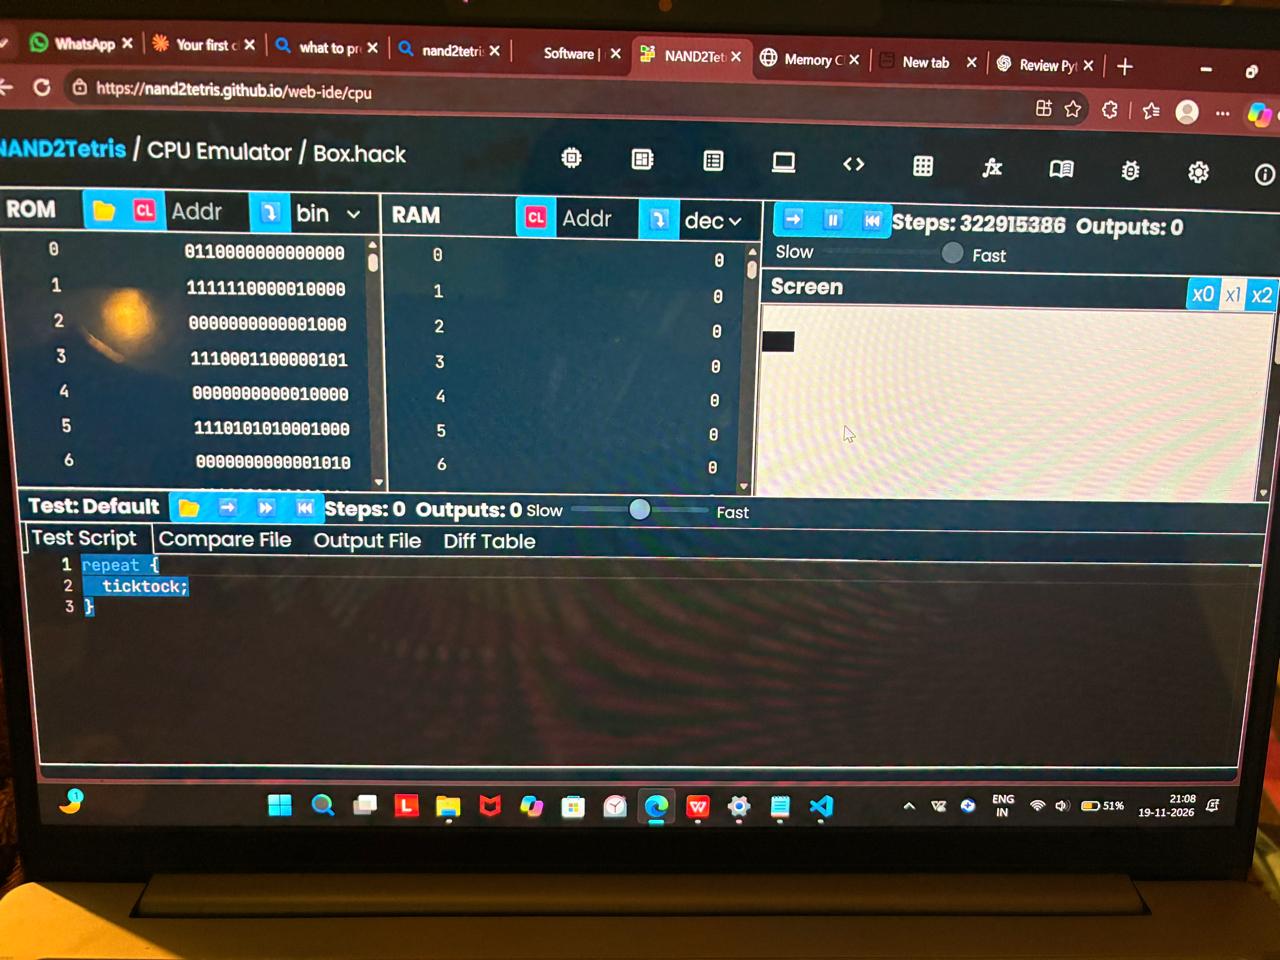 WhatsApp
Your first c
what to pr
nand2tetri
Software |
NAND2Tet
Memory C
New tab
Review Pyt
https://nand2tetris.github.io/web-ide/cpu
NAND2Tetris / CPU Emulator / Box.hack
ROM CL Addr bin
0 0110000000000000
1 1111110000010000
2 0000000000001000
3 1110001100000101
4 0000000000010000
5 1110101010001000
6 0000000000001010
RAM CL Addr dec
0 0
1 0
2 0
3 0
4 0
5 0
6 0
Steps: 322915386 Outputs: 0
Slow Fast
Screen x0 x1 x2
Test: Default Steps: 0 Outputs: 0 Slow Fast
Test Script Compare File Output File Diff Table
1 repeat {
2 ticktock;
3 }
1
L
W
ENG
IN
51%
21:08
19-11-2026